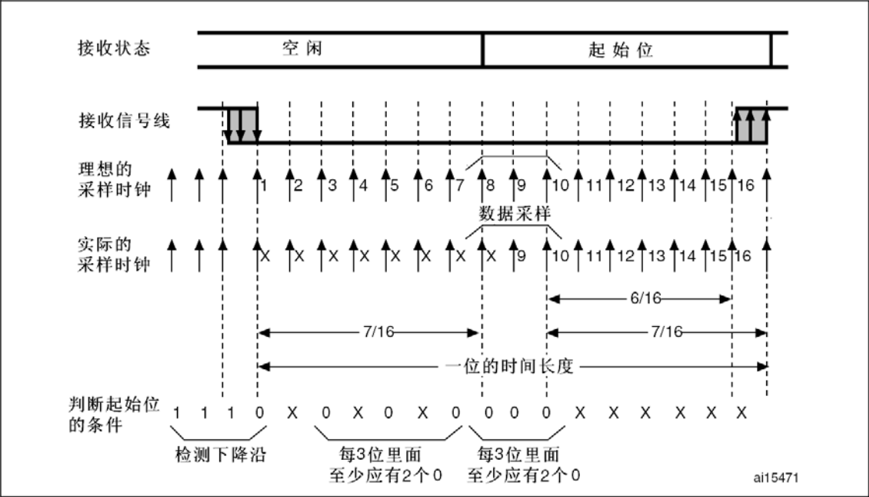 接收状态
空闲
起始位
接收信号线
理想的
采样时钟
1 2 3 4 5 6 7 8 9 10 11 12 13 14 15 16
数据采样
实际的
采样时钟
X X X X X X X X 9 10 11 12 13 14 15 16
6/16
7/16
7/16
一位的时间长度
判断起始位
的条件
1 1 1 0 X 0 X 0 X 0 0 0 0 X X X X X X
检测下降沿
每3位里面
至少应有2个0
每3位里面
至少应有2个0
ai15471